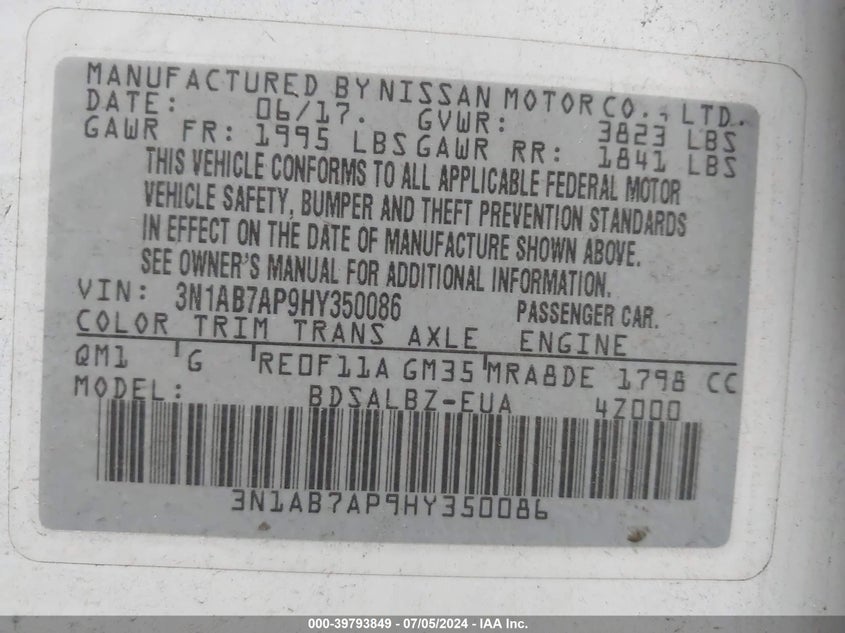 MANUFACTURED BY NISSAN MOTOR CO., LTD.
DATE: 06/17. GVWR: 3823 LBS
GAWR FR: 1995 LBS GAWR RR: 1841 LBS
THIS VEHICLE CONFORMS TO ALL APPLICABLE FEDERAL MOTOR
VEHICLE SAFETY, BUMPER AND THEFT PREVENTION STANDARDS
IN EFFECT ON THE DATE OF MANUFACTURE SHOWN ABOVE.
SEE OWNER'S MANUAL FOR ADDITIONAL INFORMATION.
VIN: 3N1AB7AP9HY350086 PASSENGER CAR.
COLOR TRIM TRANS AXLE ENGINE
QM1 G RE0F11A GM35 MRA8DE 1798 CC
MODEL: BDSALBZ-EUA 4Z000
3N1AB7AP9HY350086
000-39793849 - 07/05/2024 - IAA Inc.